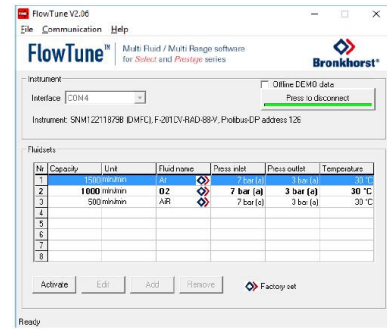 FlowTune V2.06
File Communication Help
FlowTune™
Multi Fluid / Multi Range software
for Select and Prestige series
Bronkhorst®
Instrument
Offline DEMO data
Interface COM4
Press to disconnect
Instrument: SNM12211879B (DMFC), F-201CV-RAD-88-V, Profibus-DP address 126
Fluidsets
Nr Capacity Unit Fluid name Press inlet Press outlet Temperature
1 1500 mln/min Ar 7 bar (a) 3 bar (a) 30 °C
2 1000 mln/min O2 7 bar (a) 3 bar (a) 30 °C
3 500 mln/min AIR 7 bar (a) 3 bar (a) 30 °C
4
5
6
7
8
Activate Edit Add Remove Factory set
Ready